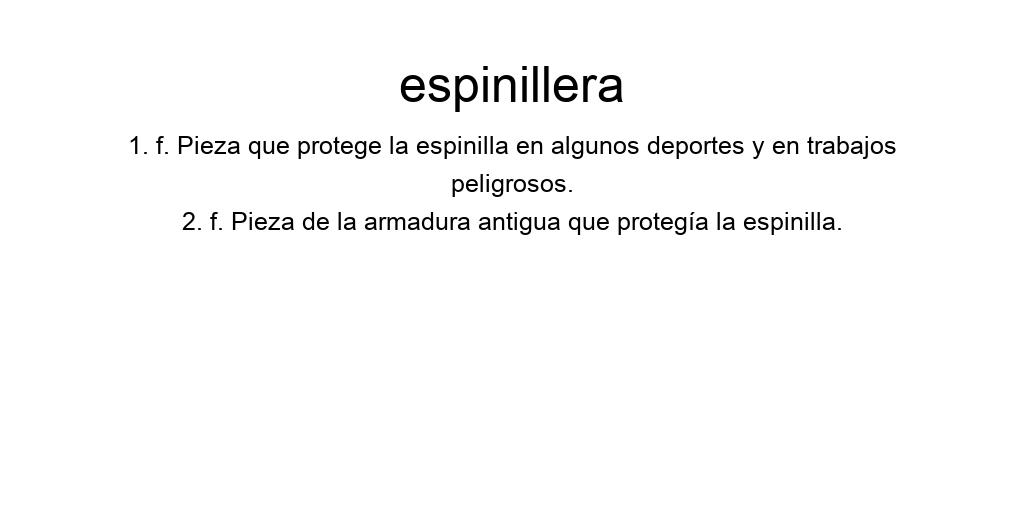 espinillera
1. f. Pieza que protege la espinilla en algunos deportes y en trabajos
peligrosos.
2. f. Pieza de la armadura antigua que protegía la espinilla.